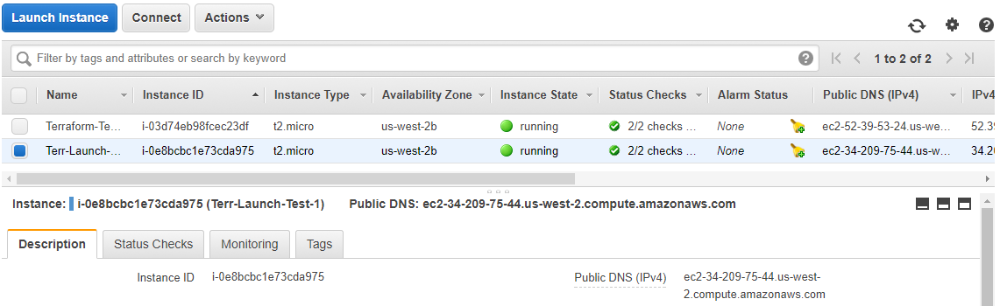 Launch Instance Connect Actions
Filter by tags and attributes or search by keyword 1 to 2 of 2
Name Instance ID Instance Type Availability Zone Instance State Status Checks Alarm Status Public DNS (IPv4) IPv4
Terraform-Te... i-03d74eb98fcec23df t2.micro us-west-2b running 2/2 checks ... None ec2-52-39-53-24.us-we... 52.39
Terr-Launch-... i-0e8bcbc1e73cda975 t2.micro us-west-2b running 2/2 checks ... None ec2-34-209-75-44.us-w... 34.20
Instance: i-0e8bcbc1e73cda975 (Terr-Launch-Test-1) Public DNS: ec2-34-209-75-44.us-west-2.compute.amazonaws.com
Description Status Checks Monitoring Tags
Instance ID i-0e8bcbc1e73cda975 Public DNS (IPv4) ec2-34-209-75-44.us-west-
2.compute.amazonaws.com